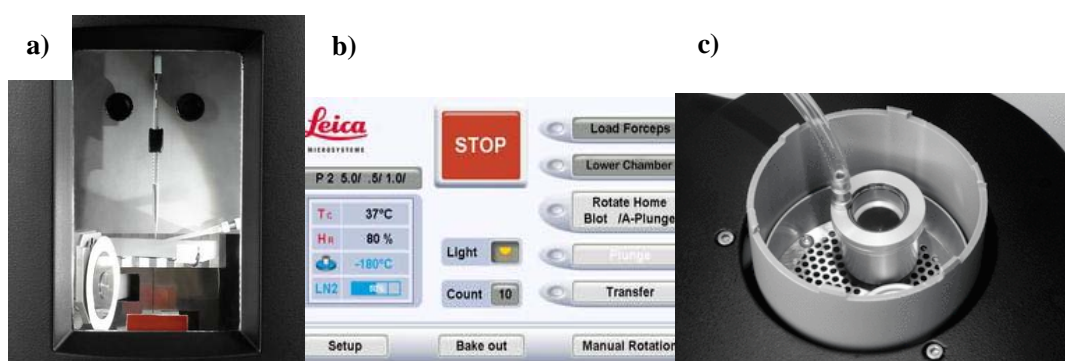 a)
b)
c)
Leica
MICROSYSTEMS
STOP
Load Forceps
P 2 5.0/ .5/ 1.0/
Lower Chamber
Tc 37°C
HR 80 %
-180°C
LN2
Rotate Home
Blot /A-Plunge
Light
Plunge
Count 10
Transfer
Setup
Bake out
Manual Rotation